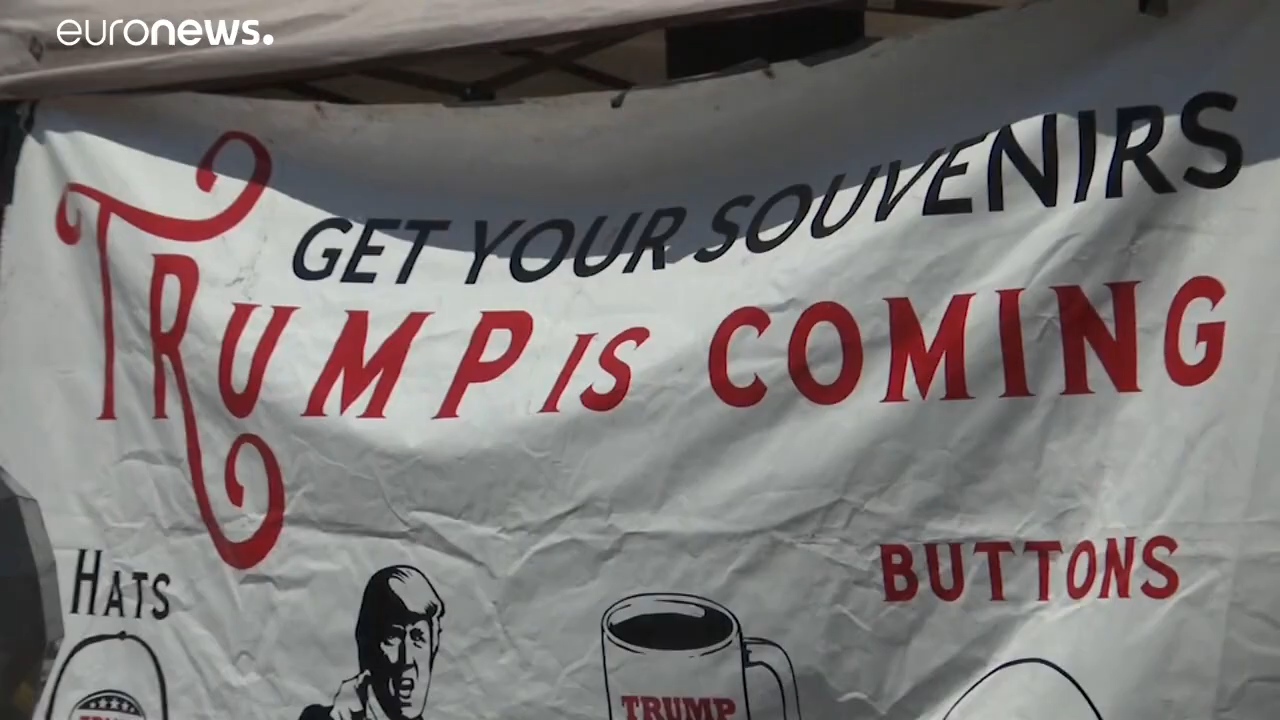 euronews.
GET YOUR SOUVENIRS
TRUMP IS COMING
HATS
BUTTONS
TRUMP